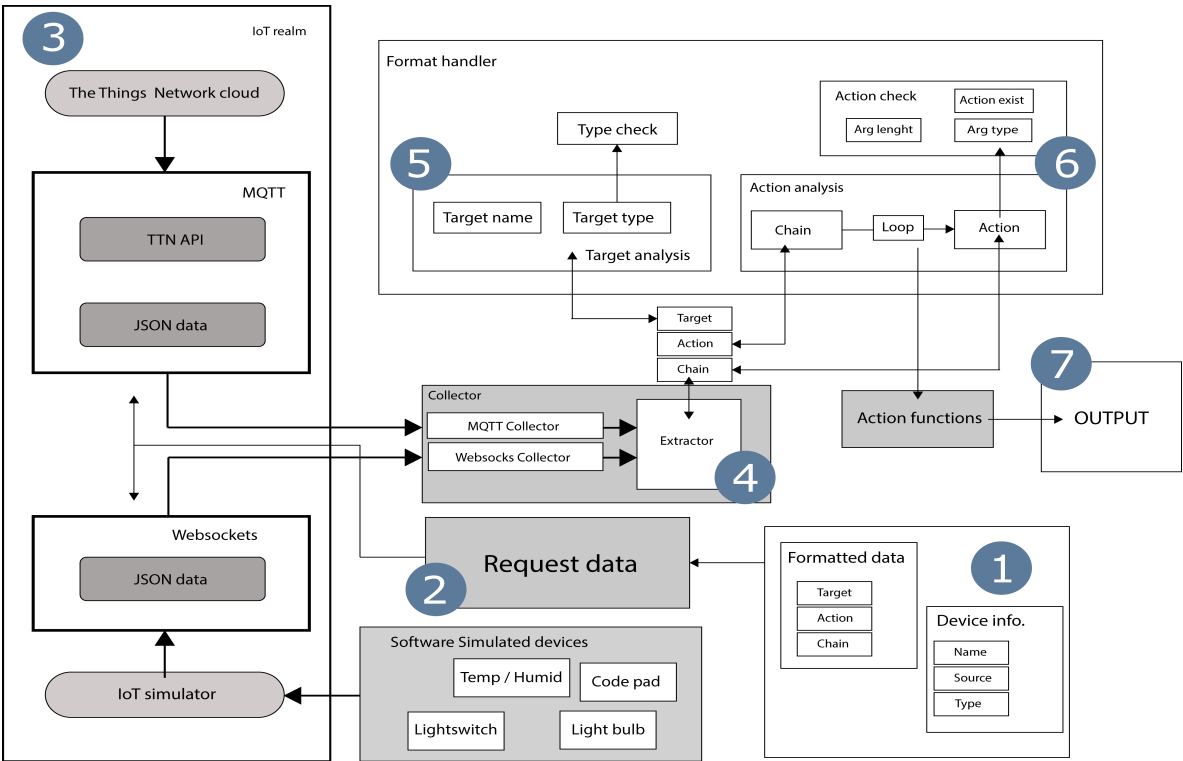 3
IoT realm
The Things Network cloud
MQTT
TTN API
JSON data
Websockets
JSON data
IoT simulator
Format handler
Type check
5
Target name
Target type
Target analysis
Action check
Action exist
Arg lenght
Arg type
6
Action analysis
Chain
Loop
Action
Target
Action
Chain
Collector
MQTT Collector
Websocks Collector
Extractor
4
Action functions
7
OUTPUT
Request data
2
Software Simulated devices
Temp / Humid
Code pad
Lightswitch
Light bulb
1
Formatted data
Target
Action
Chain
Device info.
Name
Source
Type